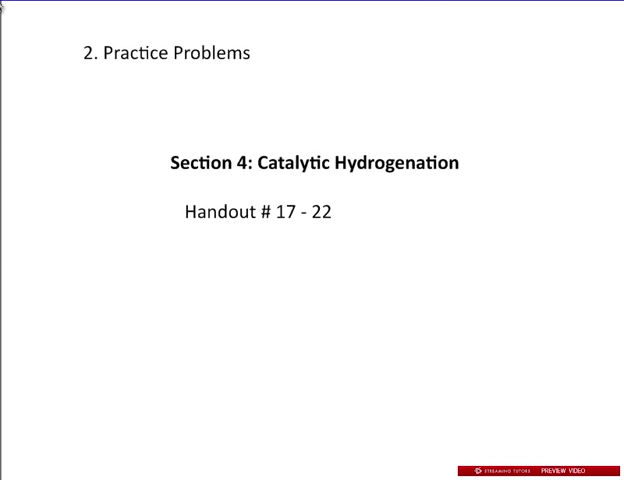 2. Practice Problems
Section 4: Catalytic Hydrogenation
Handout # 17 - 22
STREAMING TUTORS PREVIEW VIDEO